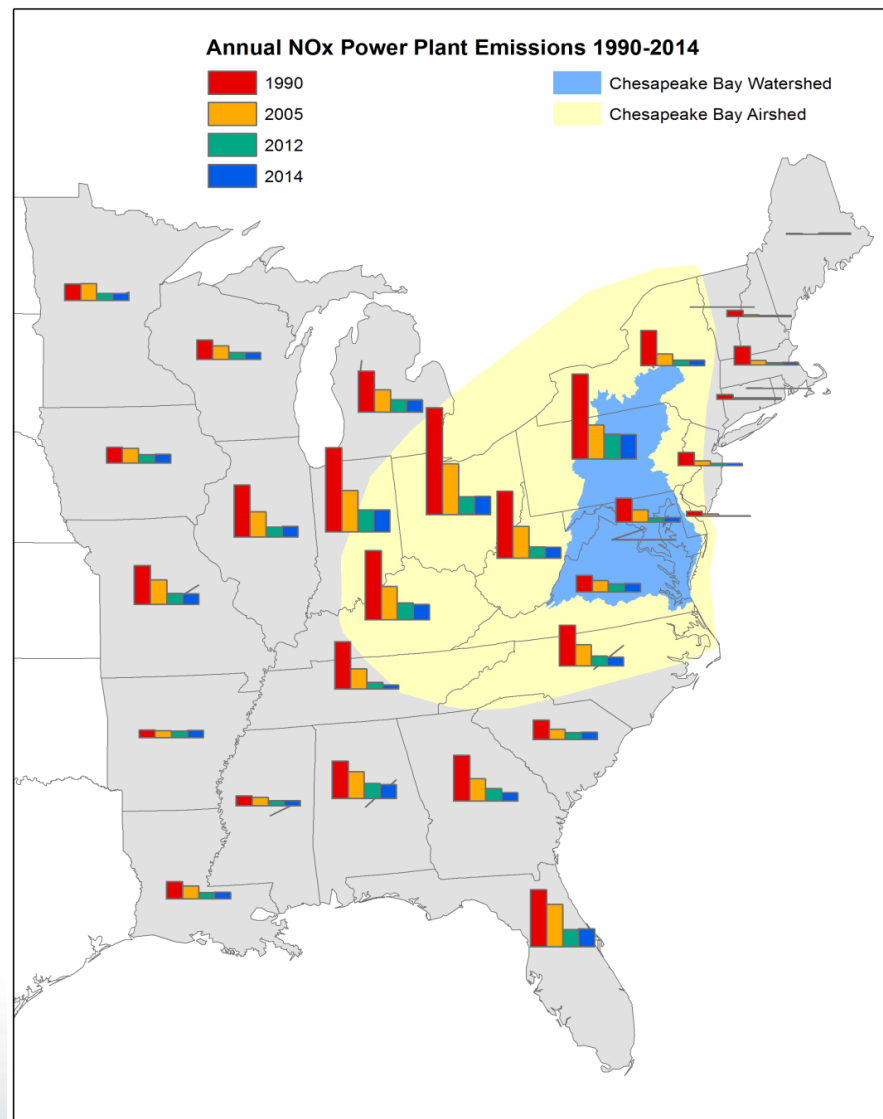 Annual NOx Power Plant Emissions 1990-2014
1990
2005
2012
2014
Chesapeake Bay Watershed
Chesapeake Bay Airshed